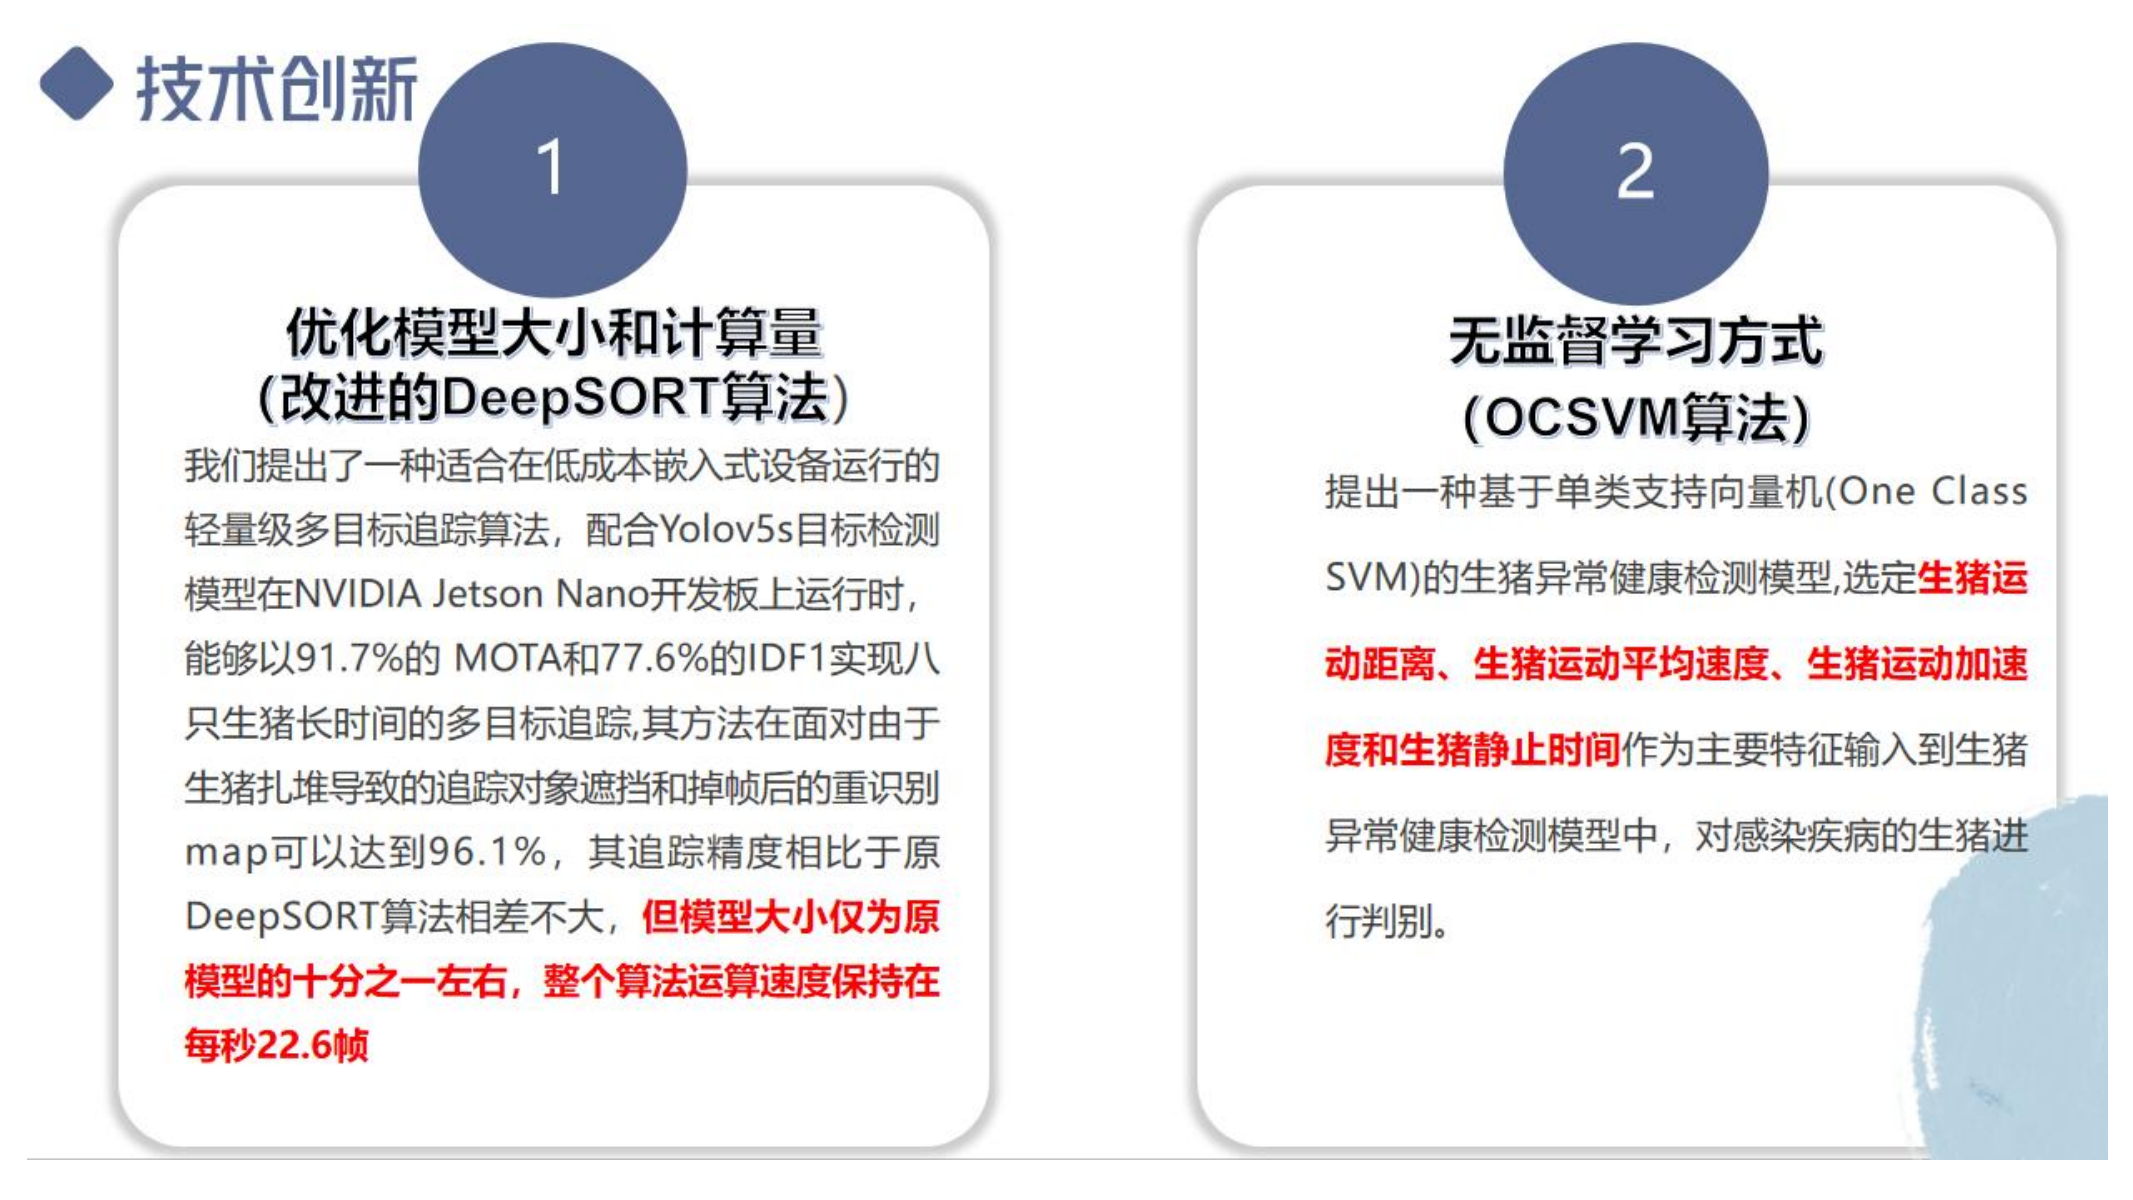 技术创新
1
优化模型大小和计算量
(改进的DeepSORT算法)
我们提出了一种适合在低成本嵌入式设备运行的
轻量级多目标追踪算法，配合Yolov5s目标检测
模型在NVIDIA Jetson Nano开发板上运行时，
能够以91.7%的 MOTA和77.6%的IDF1实现八
只生猪长时间的多目标追踪,其方法在面对由于
生猪扎堆导致的追踪对象遮挡和掉帧后的重识别
map可以达到96.1%，其追踪精度相比于原
DeepSORT算法相差不大，但模型大小仅为原
模型的十分之一左右，整个算法运算速度保持在
每秒22.6帧
2
无监督学习方式
(OCSVM算法)
提出一种基于单类支持向量机(One Class
SVM)的生猪异常健康检测模型,选定生猪运
动距离、生猪运动平均速度、生猪运动加速
度和生猪静止时间作为主要特征输入到生猪
异常健康检测模型中，对感染疾病的生猪进
行判别。